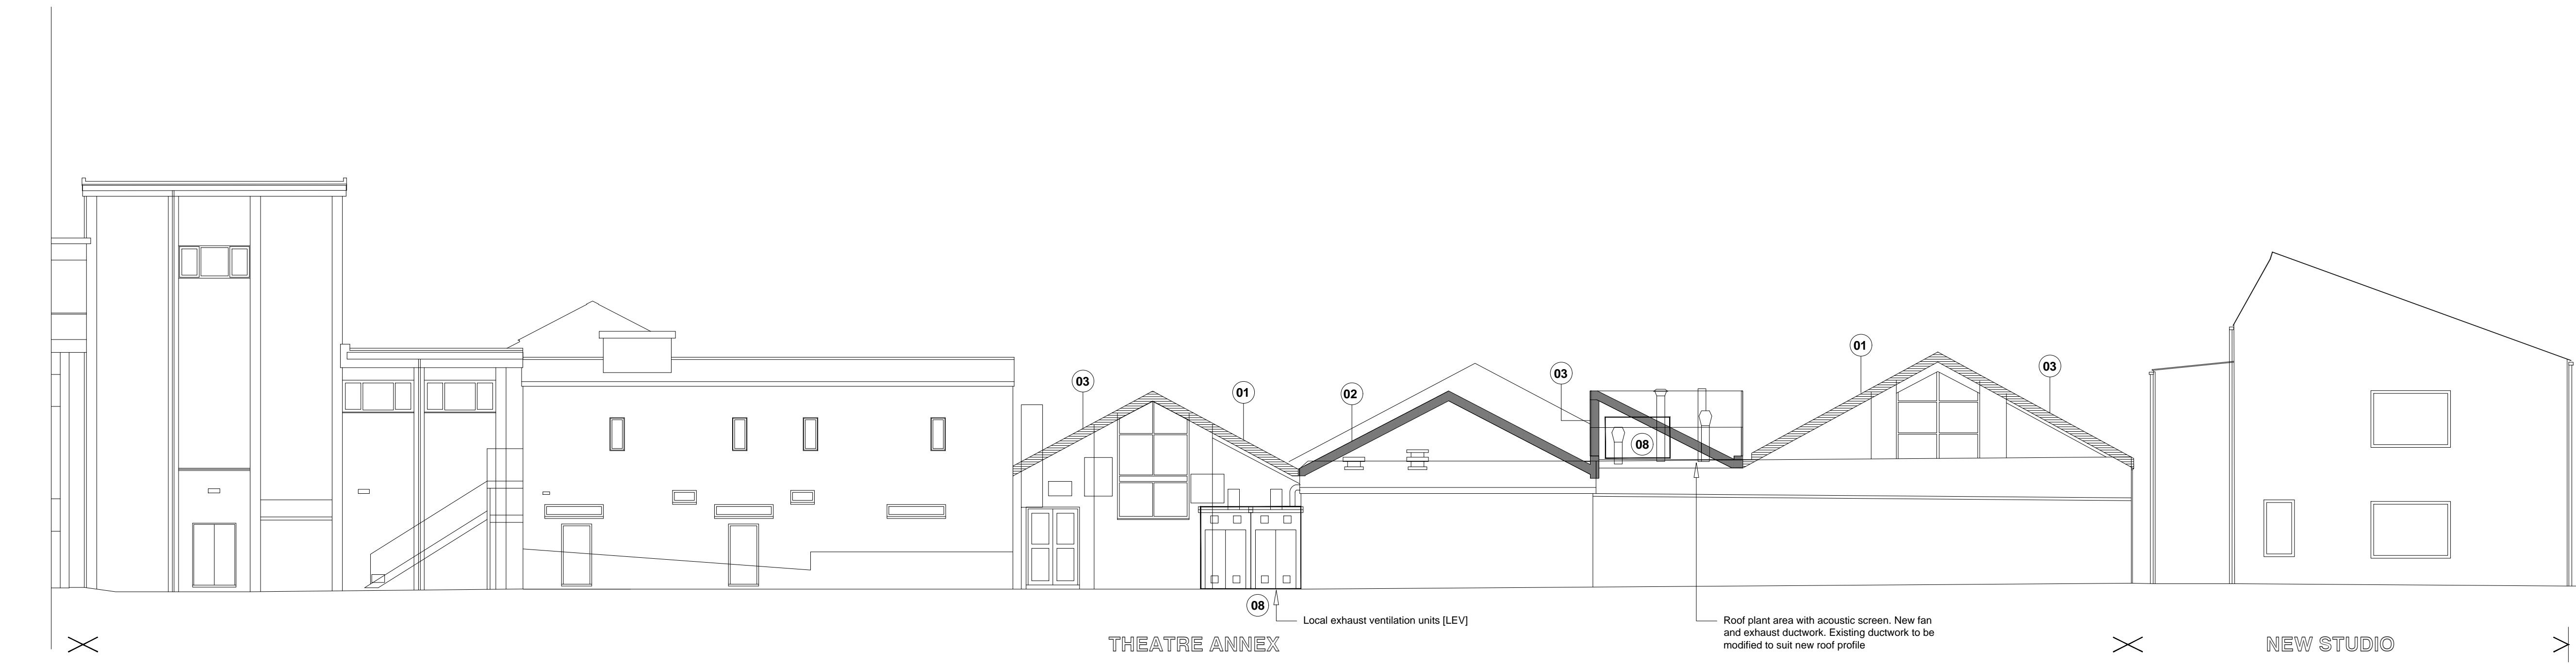 01
03
03
01
03
02
08
08
Local exhaust ventilation units [LEV]
Roof plant area with acoustic screen. New fan
and exhaust ductwork. Existing ductwork to be
modified to suit new roof profile
THEATRE ANNEX
NEW STUDIO